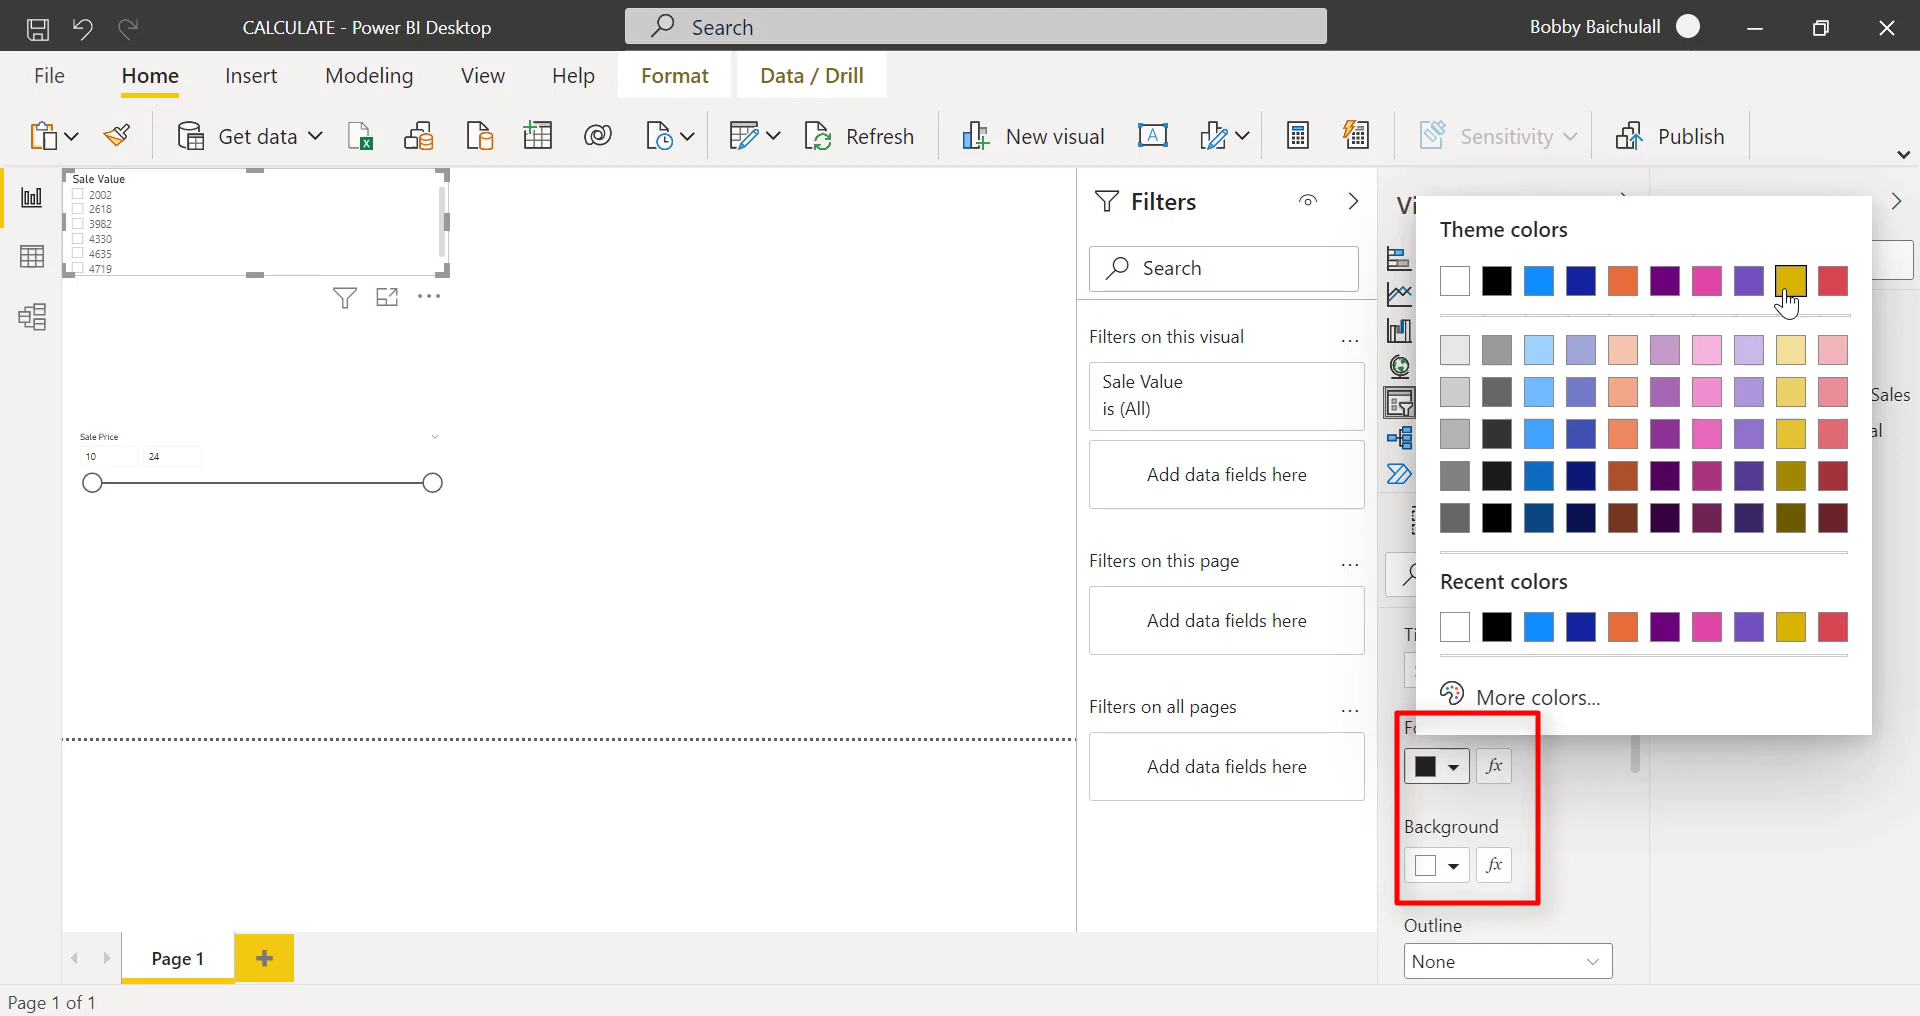 CALCULATE - Power BI Desktop
Search
Bobby Baichulall
File
Home
Insert
Modeling
View
Help
Format
Data / Drill
Get data
Refresh
New visual
Sensitivity
Publish
Sale Value
2002
2618
3982
4330
4635
4719
Sale Price
10
24
Filters
Search
Filters on this visual
Sale Value
is (All)
Add data fields here
Filters on this page
Add data fields here
Filters on all pages
Add data fields here
Theme colors
Recent colors
More colors...
Sales
fx
Background
fx
Outline
None
Page 1
Page 1 of 1